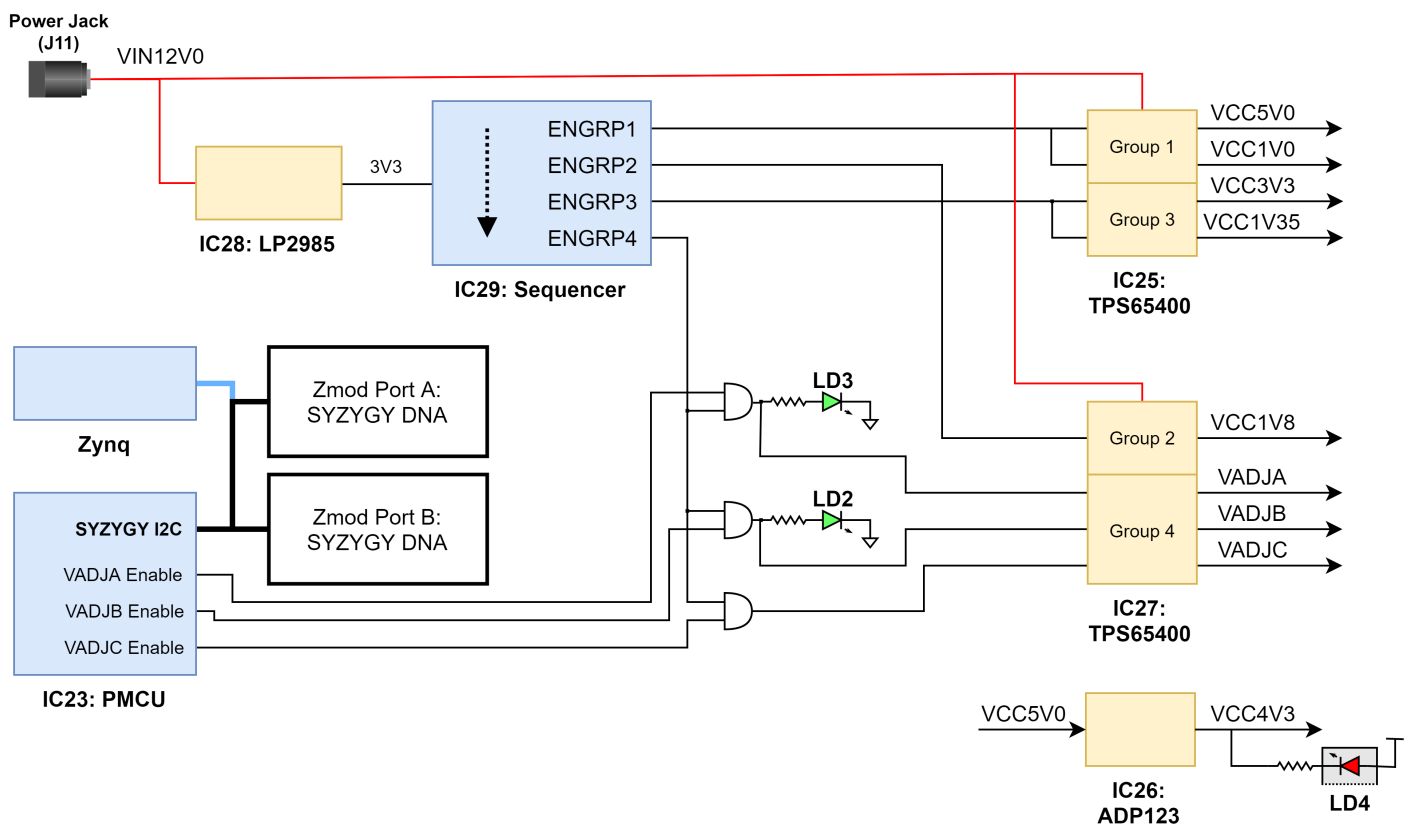 Power Jack
(J11)
VIN12V0
3V3
IC28: LP2985
ENGRP1
ENGRP2
ENGRP3
ENGRP4
IC29: Sequencer
Group 1
Group 3
VCC5V0
VCC1V0
VCC3V3
VCC1V35
IC25:
TPS65400
Zynq
Zmod Port A:
SYZYGY DNA
Zmod Port B:
SYZYGY DNA
SYZYGY I2C
VADJA Enable
VADJB Enable
VADJC Enable
IC23: PMCU
LD3
LD2
Group 2
Group 4
VCC1V8
VADJA
VADJB
VADJC
IC27:
TPS65400
VCC5V0
VCC4V3
IC26:
ADP123
LD4